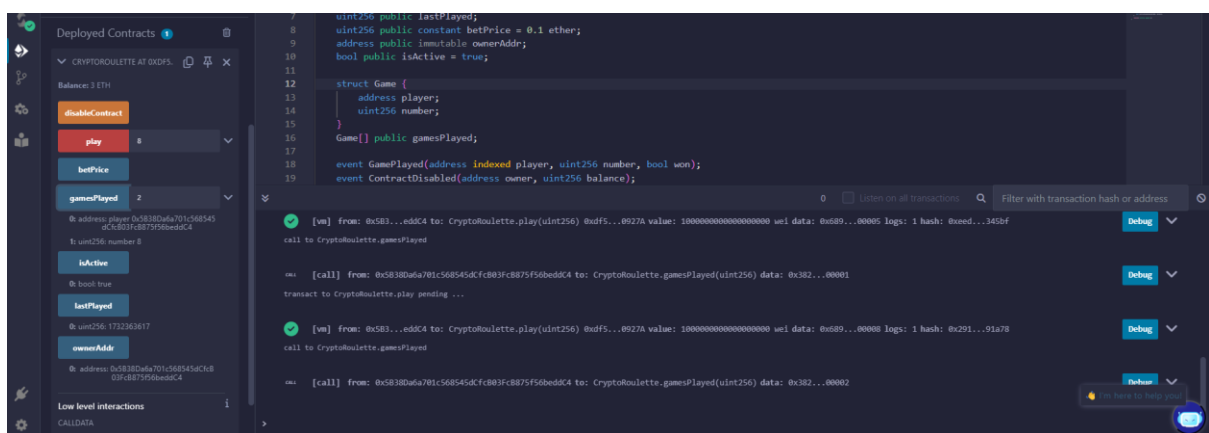 Deployed Contracts 1
CRYPTOROULETTE AT 0XDF5.
Balance: 3 ETH
disableContract
play 8
betPrice
gamesPlayed 2
0: address: player 0x5B38Da6a701c568545
dCfcB03FcB875f56beddC4
1: uint256: number 8
isActive
0: bool: true
lastPlayed
0: uint256: 1732363617
ownerAddr
0: address: 0x5B38Da6a701c568545dCfcB
03FcB875f56beddC4
Low level interactions i
CALLDATA
7 uint256 public lastPlayed;
8 uint256 public constant betPrice = 0.1 ether;
9 address public immutable ownerAddr;
10 bool public isActive = true;
11
12 struct Game {
13 address player;
14 uint256 number;
15 }
16 Game[] public gamesPlayed;
17
18 event GamePlayed(address indexed player, uint256 number, bool won);
19 event ContractDisabled(address owner, uint256 balance);
0 Listen on all transactions Filter with transaction hash or address
[vm] from: 0x5B3...eddC4 to: CryptoRoulette.play(uint256) 0xdf5...0927A value: 1000000000000000000 wei data: 0x689...00005 logs: 1 hash: 0xeed...345bf Debug
call to CryptoRoulette.gamesPlayed
CALL [call] from: 0x5B38Da6a701c568545dCfcB03FcB875f56beddC4 to: CryptoRoulette.gamesPlayed(uint256) data: 0x382...00001 Debug
transact to CryptoRoulette.play pending ...
[vm] from: 0x5B3...eddC4 to: CryptoRoulette.play(uint256) 0xdf5...0927A value: 1000000000000000000 wei data: 0x689...00008 logs: 1 hash: 0x291...91a78 Debug
call to CryptoRoulette.gamesPlayed
CALL [call] from: 0x5B38Da6a701c568545dCfcB03FcB875f56beddC4 to: CryptoRoulette.gamesPlayed(uint256) data: 0x382...00002 Debug
I'm here to help you!
>